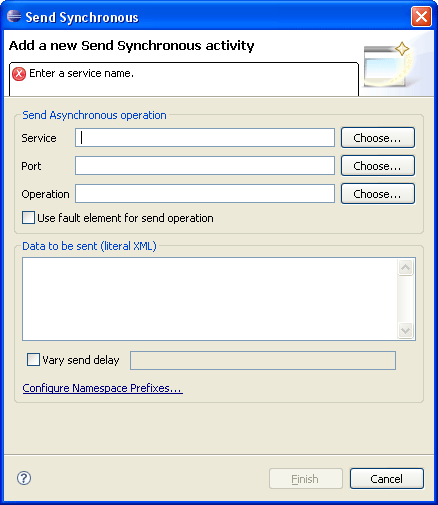 Send Synchronous
Add a new Send Synchronous activity
Enter a service name.
Send Asynchronous operation
Service Choose...
Port Choose...
Operation Choose...
Use fault element for send operation
Data to be sent (literal XML)
Vary send delay
Configure Namespace Prefixes...
? Finish Cancel